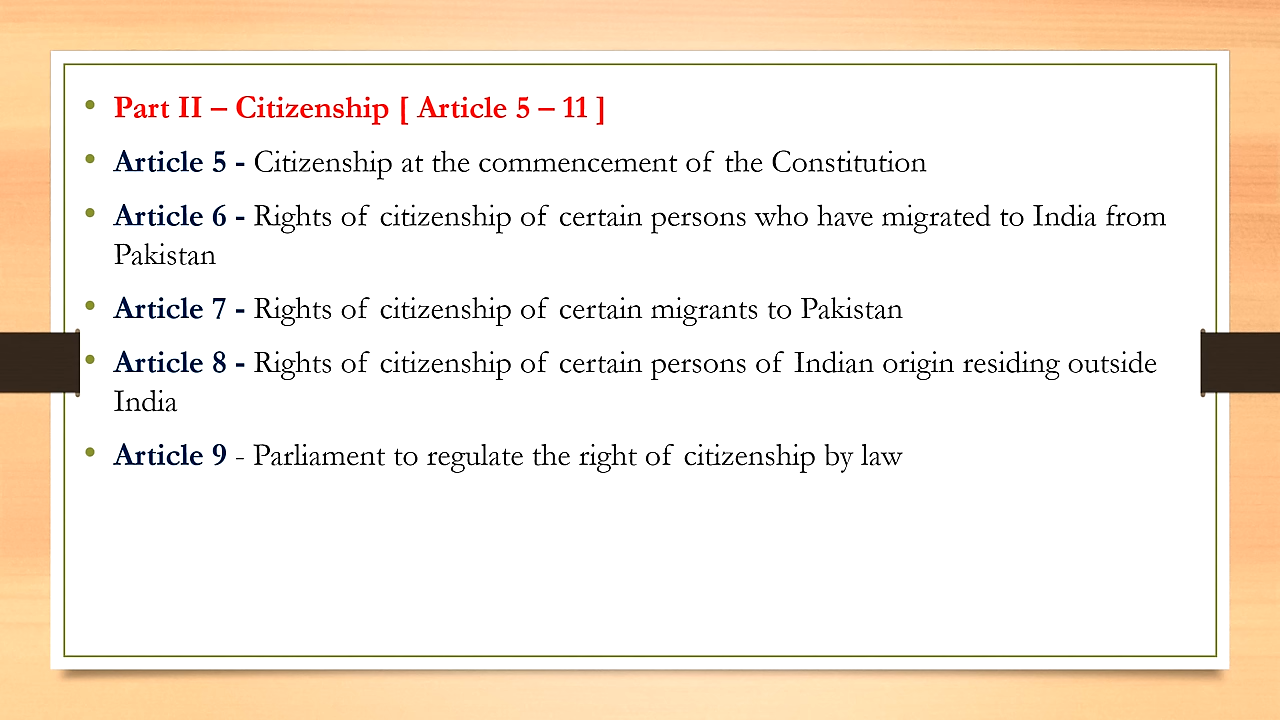 • Part II – Citizenship [ Article 5 – 11 ]
• Article 5 - Citizenship at the commencement of the Constitution
• Article 6 - Rights of citizenship of certain persons who have migrated to India from
Pakistan
• Article 7 - Rights of citizenship of certain migrants to Pakistan
• Article 8 - Rights of citizenship of certain persons of Indian origin residing outside
India
• Article 9 - Parliament to regulate the right of citizenship by law